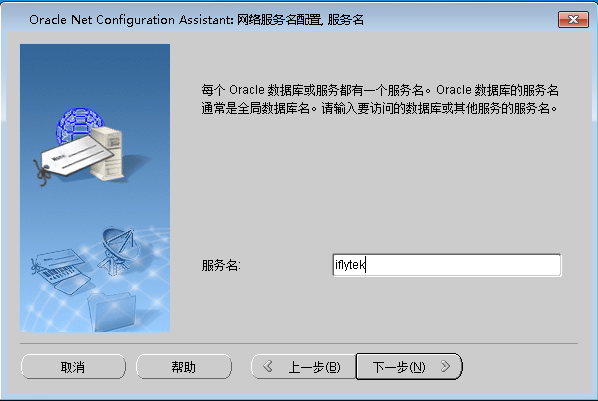 Oracle Net Configuration Assistant: 网络服务名配置, 服务名
每个 Oracle 数据库或服务都有一个服务名。Oracle 数据库的服务名
通常是全局数据库名。请输入要访问的数据库或其他服务的服务名。
服务名: iflytek
取消 帮助 上一步(B) 下一步(N)